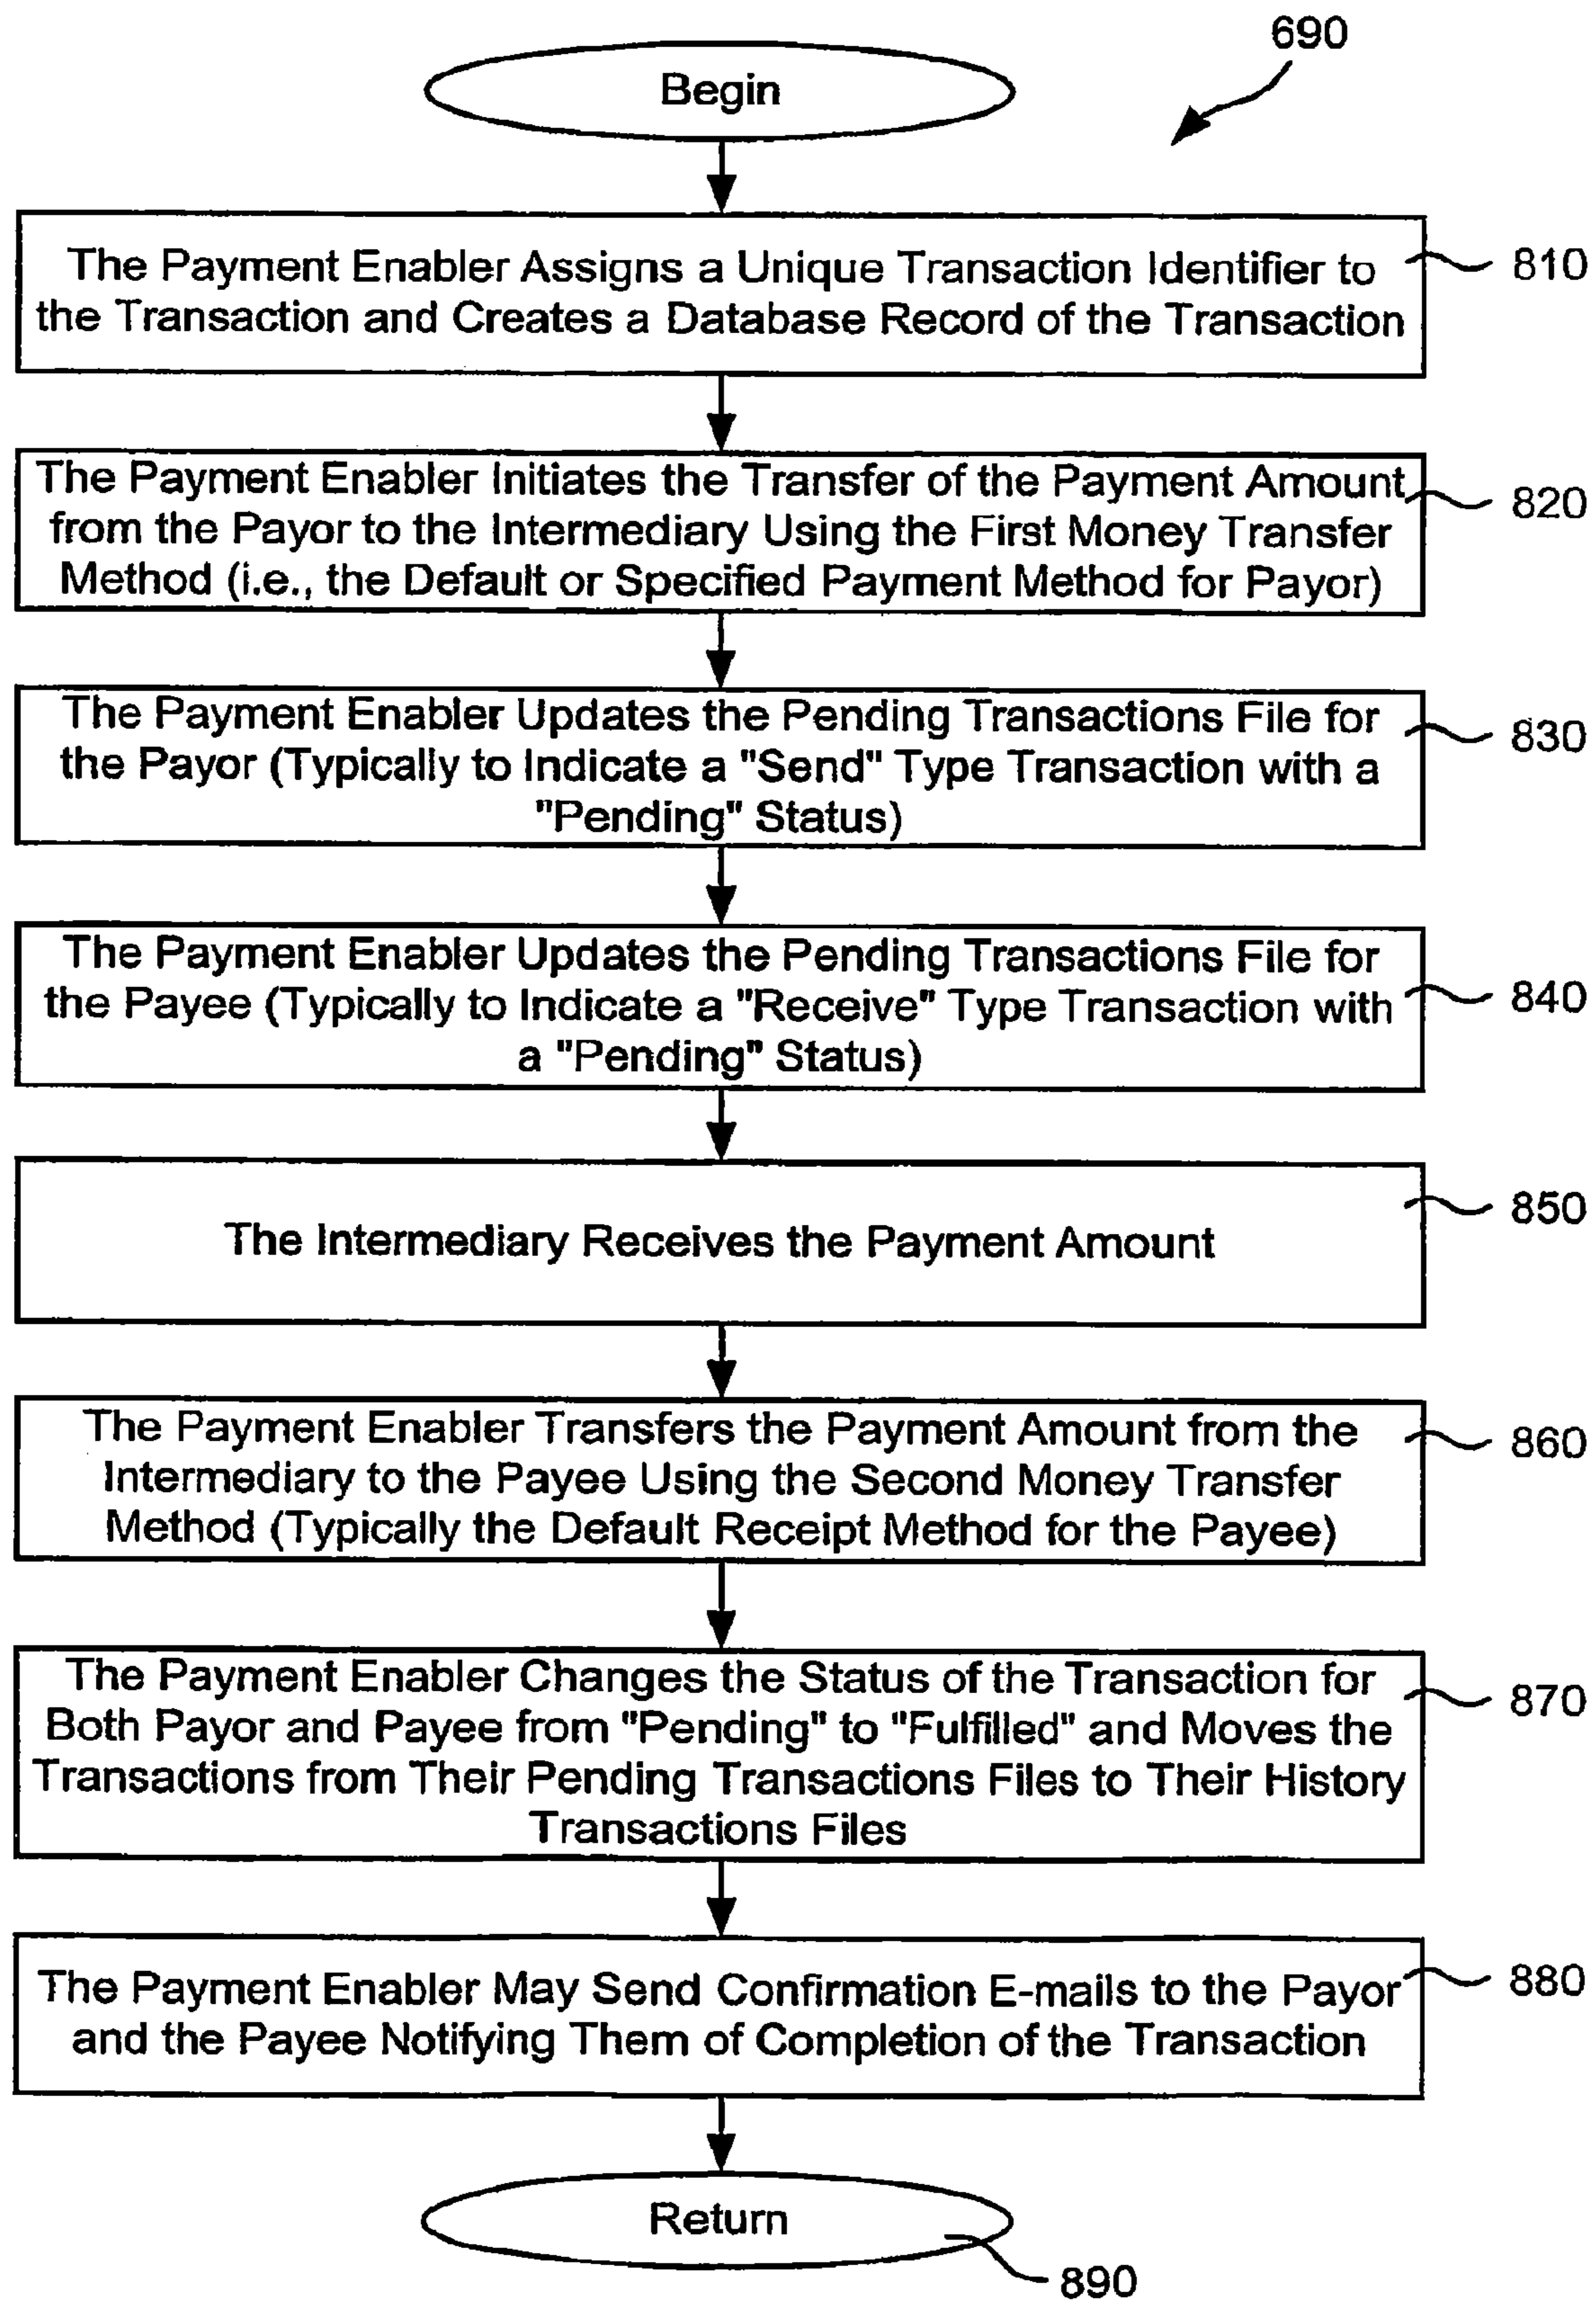 690
Begin
The Payment Enabler Assigns a Unique Transaction Identifier to
the Transaction and Creates a Database Record of the Transaction
810
The Payment Enabler Initiates the Transfer of the Payment Amount
from the Payor to the Intermediary Using the First Money Transfer
Method (i.e., the Default or Specified Payment Method for Payor)
820
The Payment Enabler Updates the Pending Transactions File for
the Payor (Typically to Indicate a "Send" Type Transaction with a
"Pending" Status)
830
The Payment Enabler Updates the Pending Transactions File for
the Payee (Typically to Indicate a "Receive" Type Transaction with
a "Pending" Status)
840
The Intermediary Receives the Payment Amount
850
The Payment Enabler Transfers the Payment Amount from the
Intermediary to the Payee Using the Second Money Transfer
Method (Typically the Default Receipt Method for the Payee)
860
The Payment Enabler Changes the Status of the Transaction for
Both Payor and Payee from "Pending" to "Fulfilled" and Moves the
Transactions from Their Pending Transactions Files to Their History
Transactions Files
870
The Payment Enabler May Send Confirmation E-mails to the Payor
and the Payee Notifying Them of Completion of the Transaction
880
Return
890